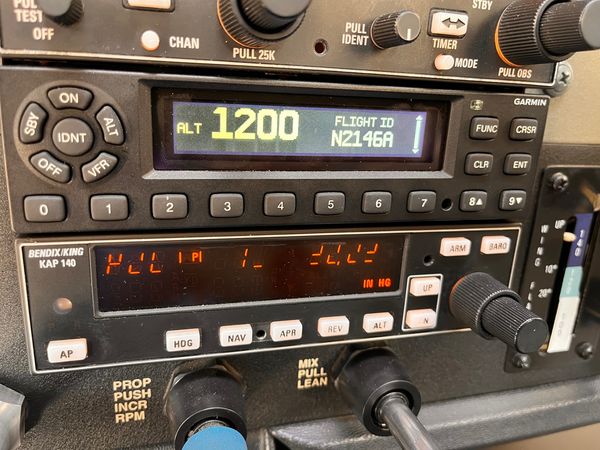 PULL
TEST
OFF
CHAN
PULL 25K
PULL
IDENT
STBY
TIMER
MODE
PULL OBS
GARMIN
ON
SBY
ALT
IDNT
OFF
VFR
ALT 1200 FLIGHT ID
N2146A
FUNC
CRSR
CLR
ENT
0 1 2 3 4 5 6 7 8▲ 9▼
BENDIX/KING
KAP 140
IN HG
ARM
BARO
UP
AP
HDG
NAV
APR
REV
ALT
N
PROP
PUSH
INCR
RPM
MIX
PULL
LEAN
WING
UP
10°
20°
140